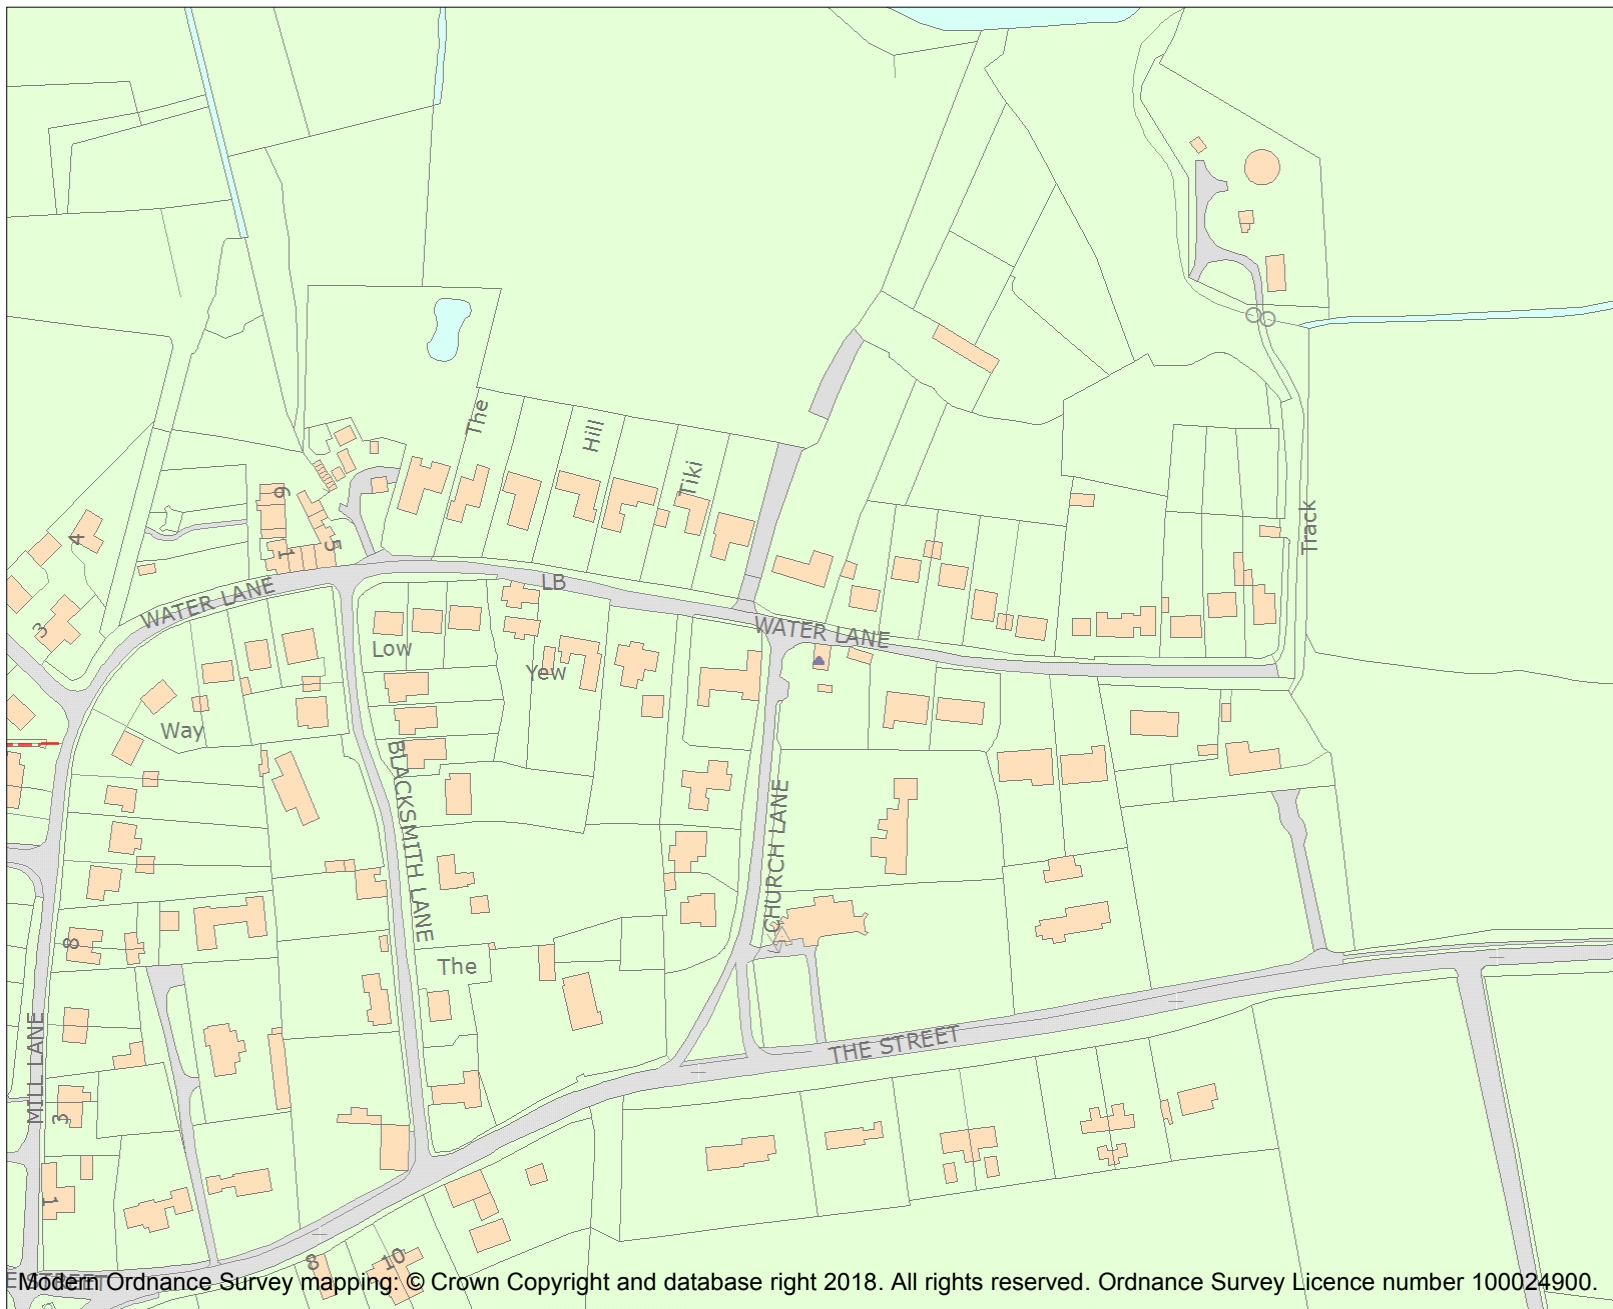 The
Hill
Tiki
9
5
1
4
3
LB
WATER LANE
WATER LANE
Track
Low
Yew
Way
BLACKSMITH LANE
CHURCH LANE
8
The
MILL LANE
3
1
THE STREET
8
10
E STREET
Modern Ordnance Survey mapping: © Crown Copyright and database right 2018. All rights reserved. Ordnance Survey Licence number 100024900.